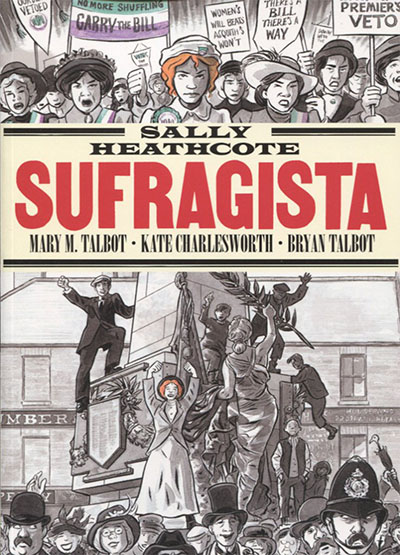 VETOED
NO MORE SHUFFLING
CARRY THE BILL
WOMEN'S
WILL BEATS
ASQUITH'S
WON'T
THERE'S A
BILL
THERE'S A
WAY
PREMIER'S
VETO
SALLY
HEATHCOTE
SUFRAGISTA
MARY M. TALBOT · KATE CHARLESWORTH · BRYAN TALBOT
MBER